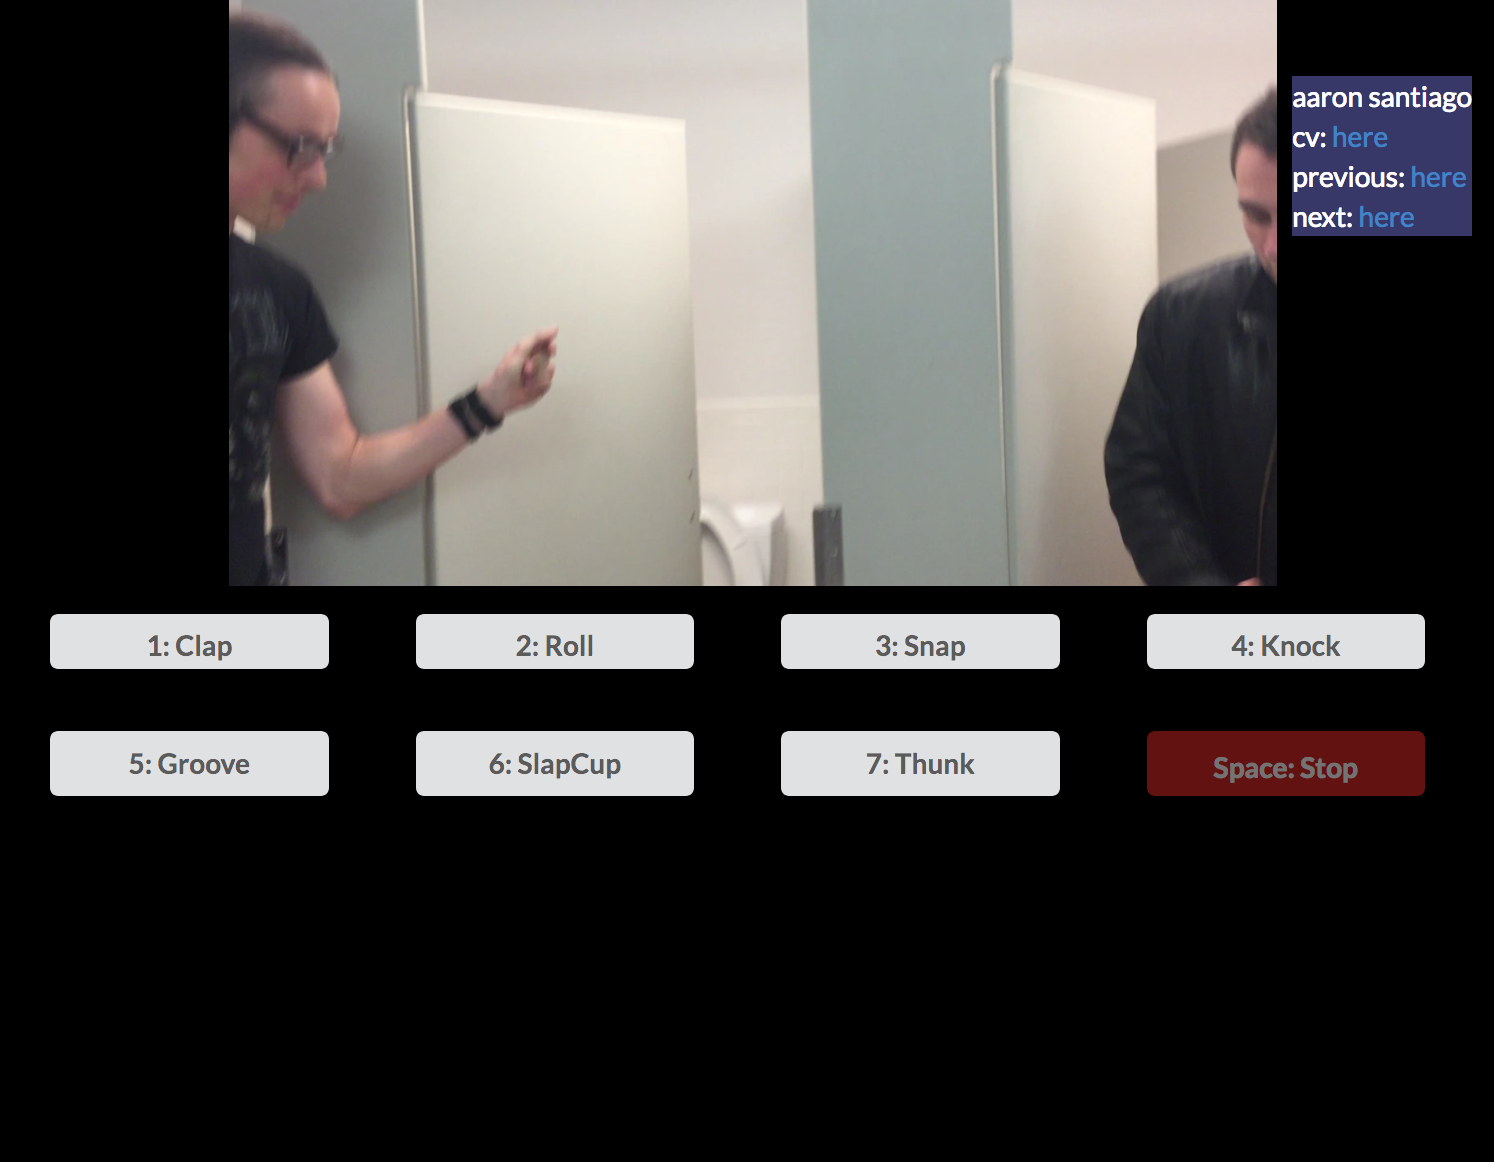 aaron santiago
cv: here
previous: here
next: here
1: Clap
2: Roll
3: Snap
4: Knock
5: Groove
6: SlapCup
7: Thunk
Space: Stop